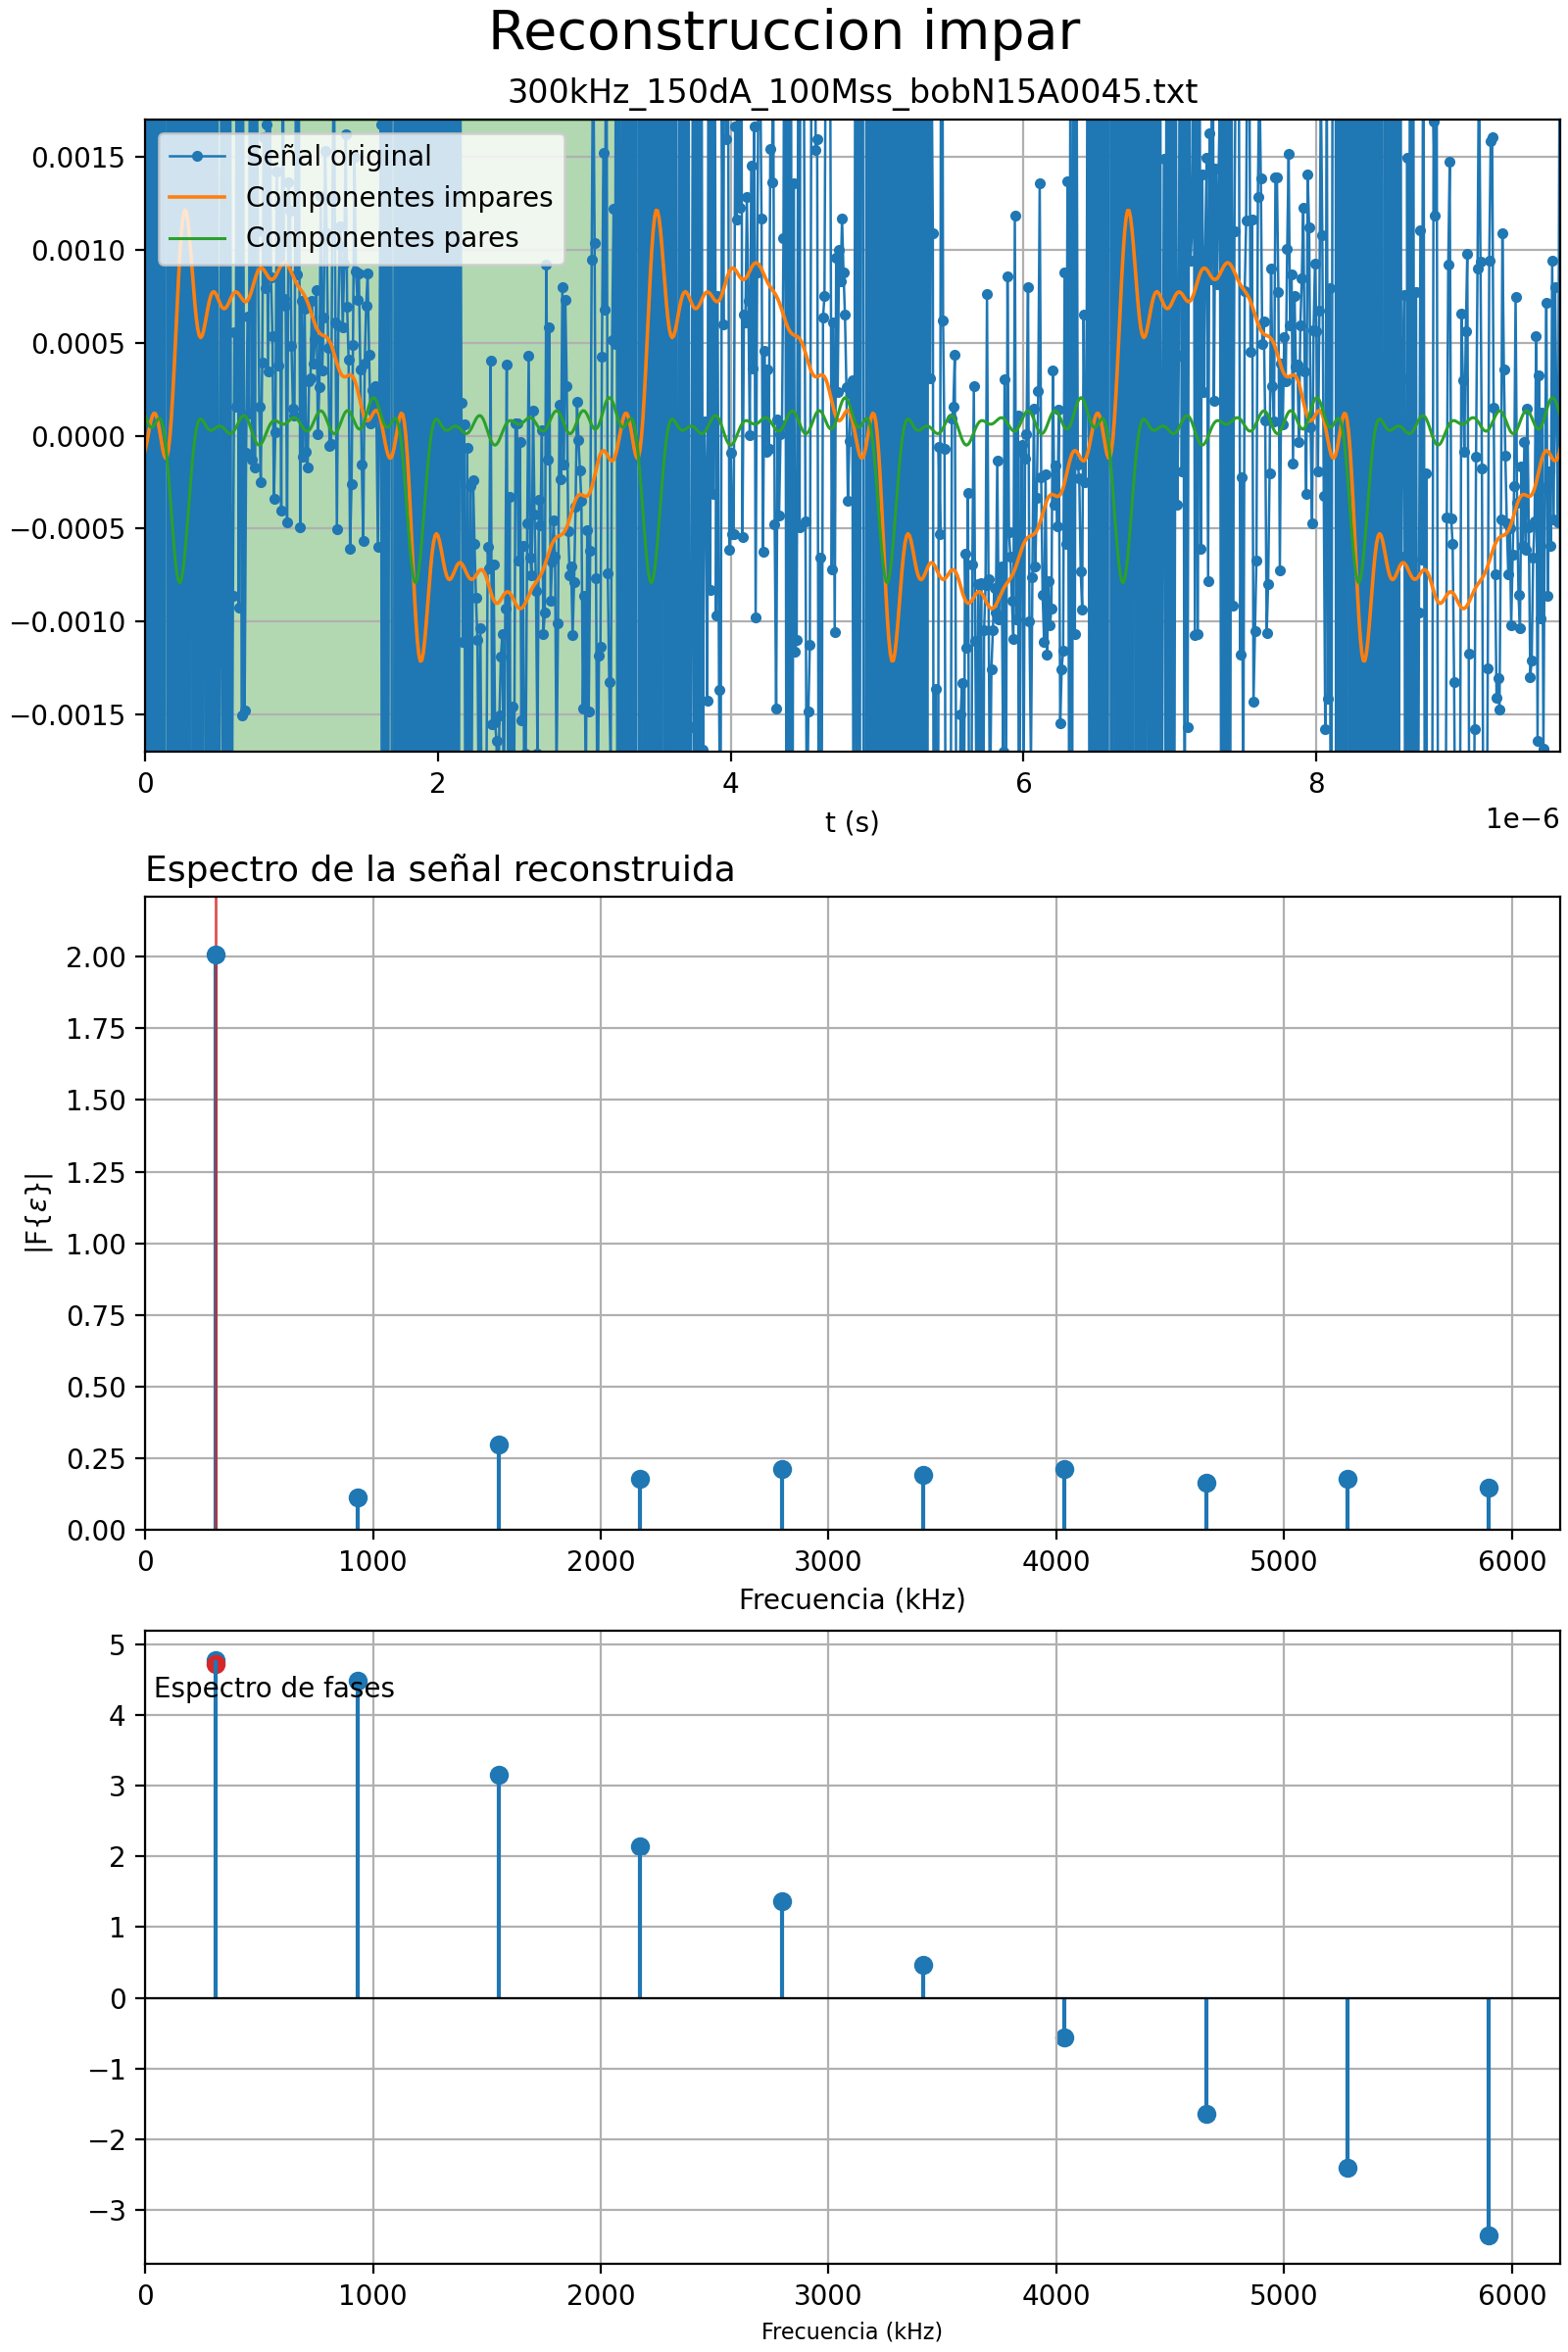 Reconstruccion impar
300kHz_150dA_100Mss_bobN15A0045.txt
Señal original
Componentes impares
Componentes pares
0.0015
0.0010
0.0005
0.0000
−0.0005
−0.0010
−0.0015
0 2 4 6 8
t (s)
1e−6
Espectro de la señal reconstruida
2.00
1.75
1.50
1.25
1.00
0.75
0.50
0.25
0.00
|F{ε}|
0 1000 2000 3000 4000 5000 6000
Frecuencia (kHz)
Espectro de fases
5
4
3
2
1
0
−1
−2
−3
0 1000 2000 3000 4000 5000 6000
Frecuencia (kHz)